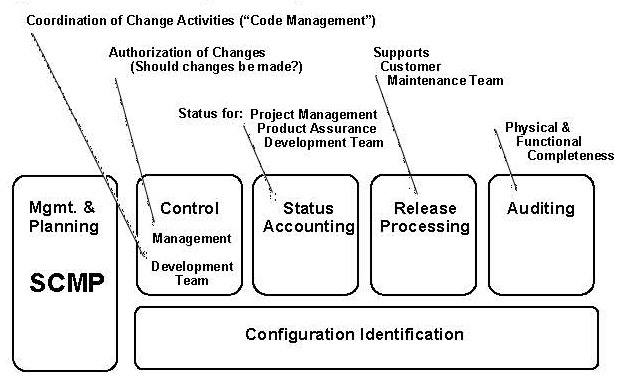 Coordination of Change Activities (“Code Management”)
Authorization of Changes
(Should changes be made?)
Supports
Customer
Maintenance Team
Status for: Project Management
Product Assurance
Development Team
Physical &
Functional
Completeness
Mgmt. &
Planning
SCMP
Control
Management
Development
Team
Status
Accounting
Release
Processing
Auditing
Configuration Identification